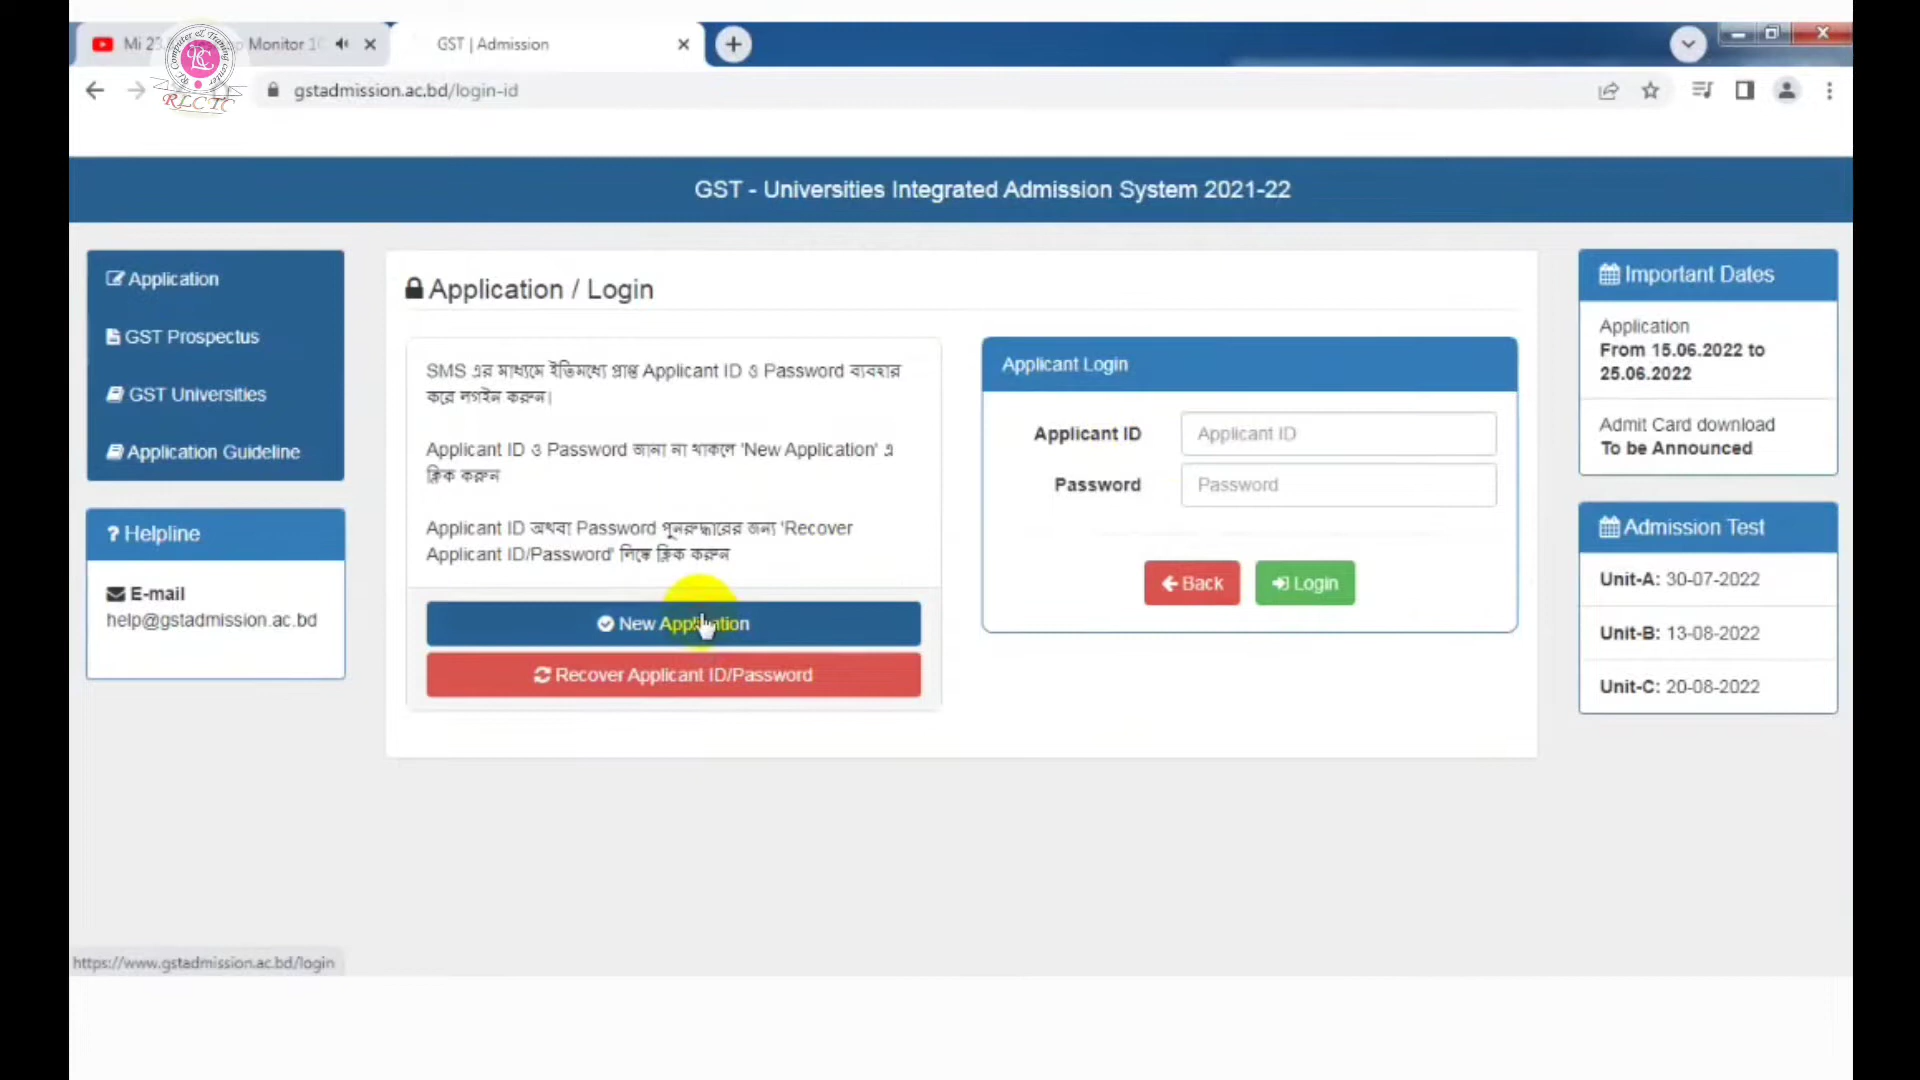 Mi 23
Monitor 1
GST | Admission
RLCTC
gstadmission.ac.bd/login-id
GST - Universities Integrated Admission System 2021-22
Application
GST Prospectus
GST Universities
Application Guideline
? Helpline
E-mail
help@gstadmission.ac.bd
Application / Login
SMS এর মাধ্যমে ইতিমধ্যে প্রাপ্ত Applicant ID ও Password ব্যবহার
করে লগইন করুন।
Applicant ID ও Password জানা না থাকলে 'New Application' এ
ক্লিক করুন
Applicant ID অথবা Password পুনরুদ্ধারের জন্য 'Recover
Applicant ID/Password' লিঙ্কে ক্লিক করুন
New Application
Recover Applicant ID/Password
Applicant Login
Applicant ID Applicant ID
Password Password
Back Login
Important Dates
Application
From 15.06.2022 to
25.06.2022
Admit Card download
To be Announced
Admission Test
Unit-A: 30-07-2022
Unit-B: 13-08-2022
Unit-C: 20-08-2022
https://www.gstadmission.ac.bd/login